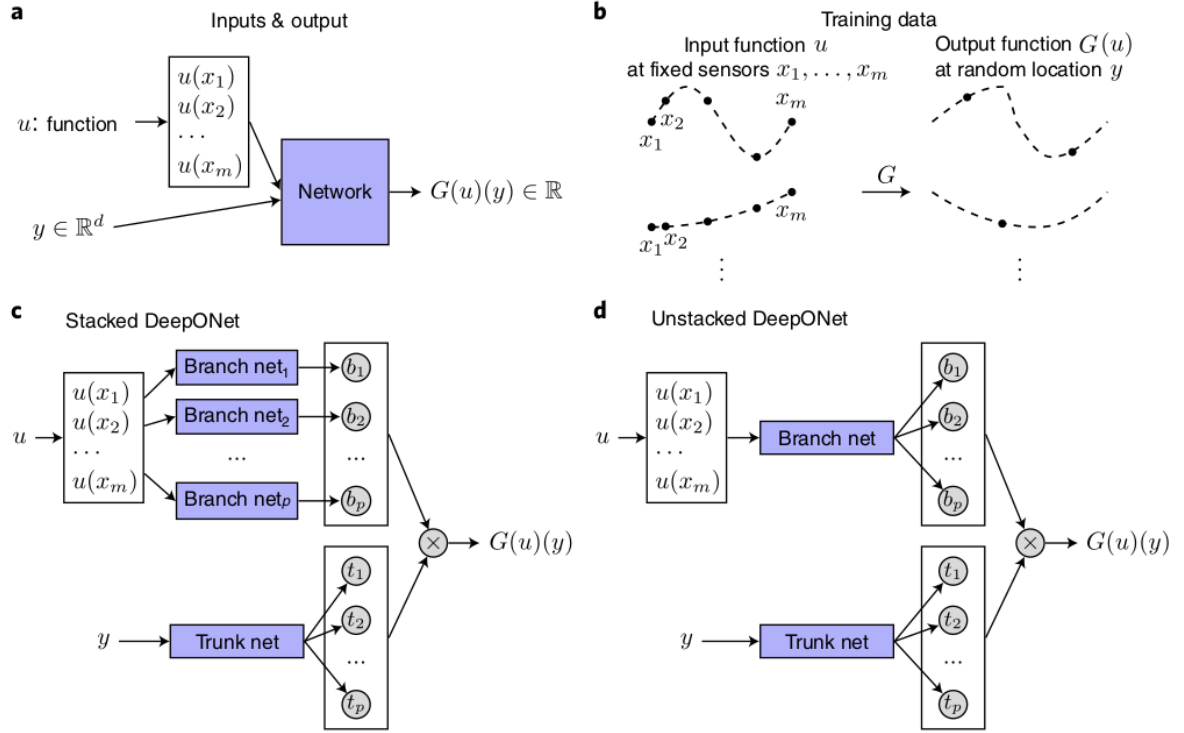 a
Inputs & output
u: function
u(x₁)
u(x₂)
...
u(xₘ)
y ∈ ℝᵈ
Network
G(u)(y) ∈ ℝ
b
Training data
Input function u
at fixed sensors x₁, . . . , xₘ
Output function G(u)
at random location y
x₁
x₂
xₘ
x₁
x₂
xₘ
⋮
G
⋮
c
Stacked DeepONet
u
u(x₁)
u(x₂)
...
u(xₘ)
Branch net₁
Branch net₂
...
Branch netₚ
b₁
b₂
...
bₚ
y
Trunk net
t₁
t₂
...
tₚ
×
G(u)(y)
d
Unstacked DeepONet
u
u(x₁)
u(x₂)
...
u(xₘ)
Branch net
b₁
b₂
...
bₚ
y
Trunk net
t₁
t₂
...
tₚ
×
G(u)(y)